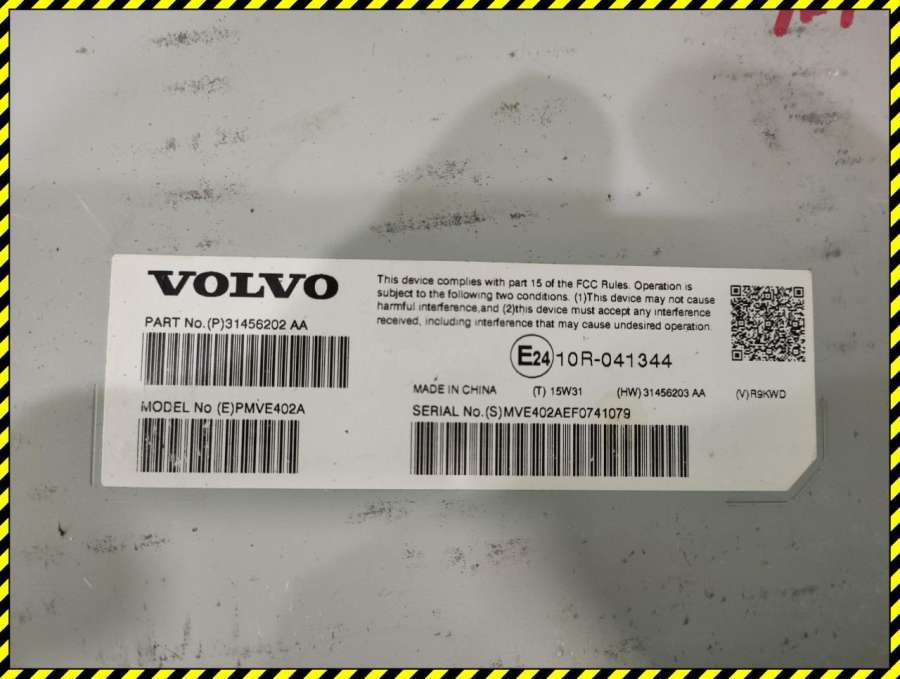 VOLVO
PART No.(P)31456202 AA
MODEL No (E)PMVE402A
This device complies with part 15 of the FCC Rules. Operation is
subject to the following two conditions. (1)This device may not cause
harmful interference,and (2)this device must accept any interference
received, including interference that may cause undesired operation.
E24 10R-041344
MADE IN CHINA (T) 15W31 (HW) 31456203 AA (V)R9KWD
SERIAL No.(S)MVE402AEF0741079